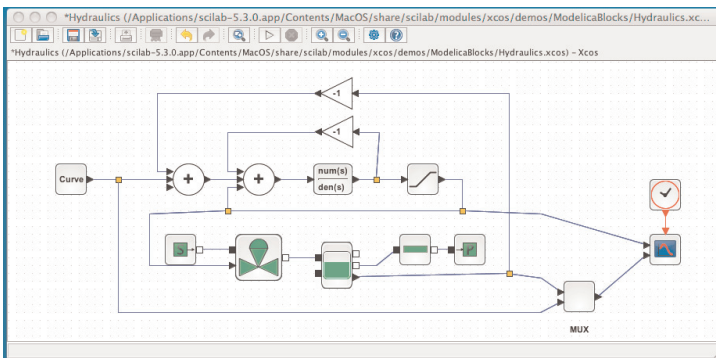 *Hydraulics (/Applications/scilab-5.3.0.app/Contents/MacOS/share/scilab/modules/xcos/demos/ModelicaBlocks/Hydraulics.xc...
*Hydraulics (/Applications/scilab-5.3.0.app/Contents/MacOS/share/scilab/modules/xcos/demos/ModelicaBlocks/Hydraulics.xcos) - Xcos
-1
-1
Curve
+
+
num(s)
den(s)
MUX